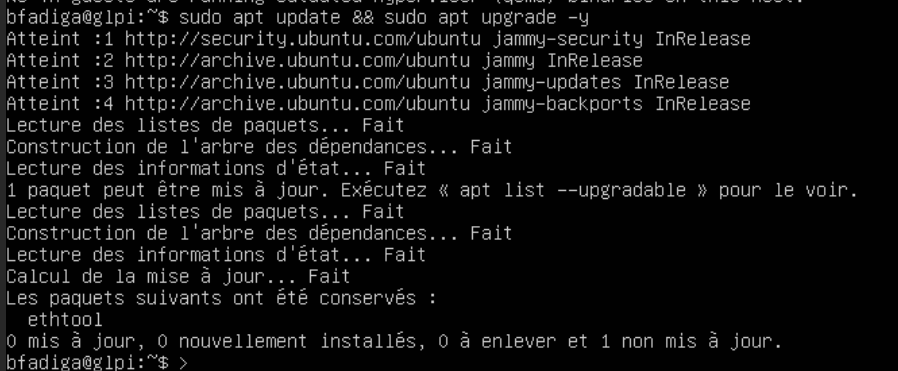 bfadiga@glpi:~$ sudo apt update && sudo apt upgrade -y
Atteint :1 http://security.ubuntu.com/ubuntu jammy-security InRelease
Atteint :2 http://archive.ubuntu.com/ubuntu jammy InRelease
Atteint :3 http://archive.ubuntu.com/ubuntu jammy-updates InRelease
Atteint :4 http://archive.ubuntu.com/ubuntu jammy-backports InRelease
Lecture des listes de paquets... Fait
Construction de l'arbre des dépendances... Fait
Lecture des informations d'état... Fait
1 paquet peut être mis à jour. Exécutez « apt list --upgradable » pour le voir.
Lecture des listes de paquets... Fait
Construction de l'arbre des dépendances... Fait
Lecture des informations d'état... Fait
Calcul de la mise à jour... Fait
Les paquets suivants ont été conservés :
  ethtool
0 mis à jour, 0 nouvellement installés, 0 à enlever et 1 non mis à jour.
bfadiga@glpi:~$ >